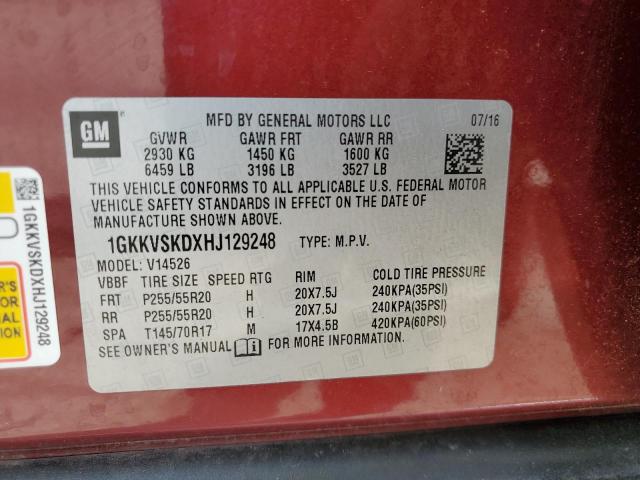 GM
MFD BY GENERAL MOTORS LLC 07/16
GVWR GAWR FRT GAWR RR
2930 KG 1450 KG 1600 KG
6459 LB 3196 LB 3527 LB
THIS VEHICLE CONFORMS TO ALL APPLICABLE U.S. FEDERAL MOTOR
VEHICLE SAFETY STANDARDS IN EFFECT ON THE DATE OF
MANUFACTURE SHOWN ABOVE.
1GKKVSKDXHJ129248 TYPE: M.P.V.
MODEL: V14526
VBBF TIRE SIZE SPEED RTG RIM COLD TIRE PRESSURE
FRT P255/55R20 H 20X7.5J 240KPA(35PSI)
RR P255/55R20 H 20X7.5J 240KPA(35PSI)
SPA T145/70R17 M 17X4.5B 420KPA(60PSI)
SEE OWNER'S MANUAL FOR MORE INFORMATION.
1GKKVSKDXHJ129248